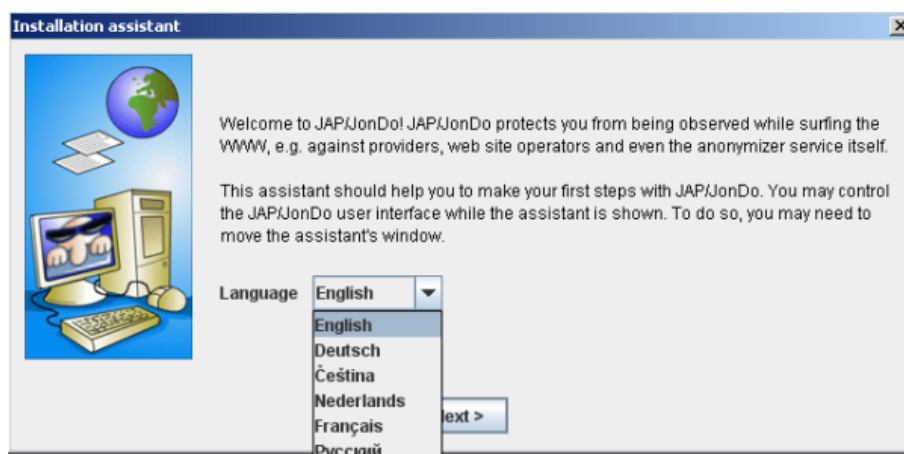 Installation assistant
Welcome to JAP/JonDo! JAP/JonDo protects you from being observed while surfing the
WWW, e.g. against providers, web site operators and even the anonymizer service itself.
This assistant should help you to make your first steps with JAP/JonDo. You may control
the JAP/JonDo user interface while the assistant is shown. To do so, you may need to
move the assistant's window.
Language English
English
Deutsch
Čeština
Nederlands
Français
Русский